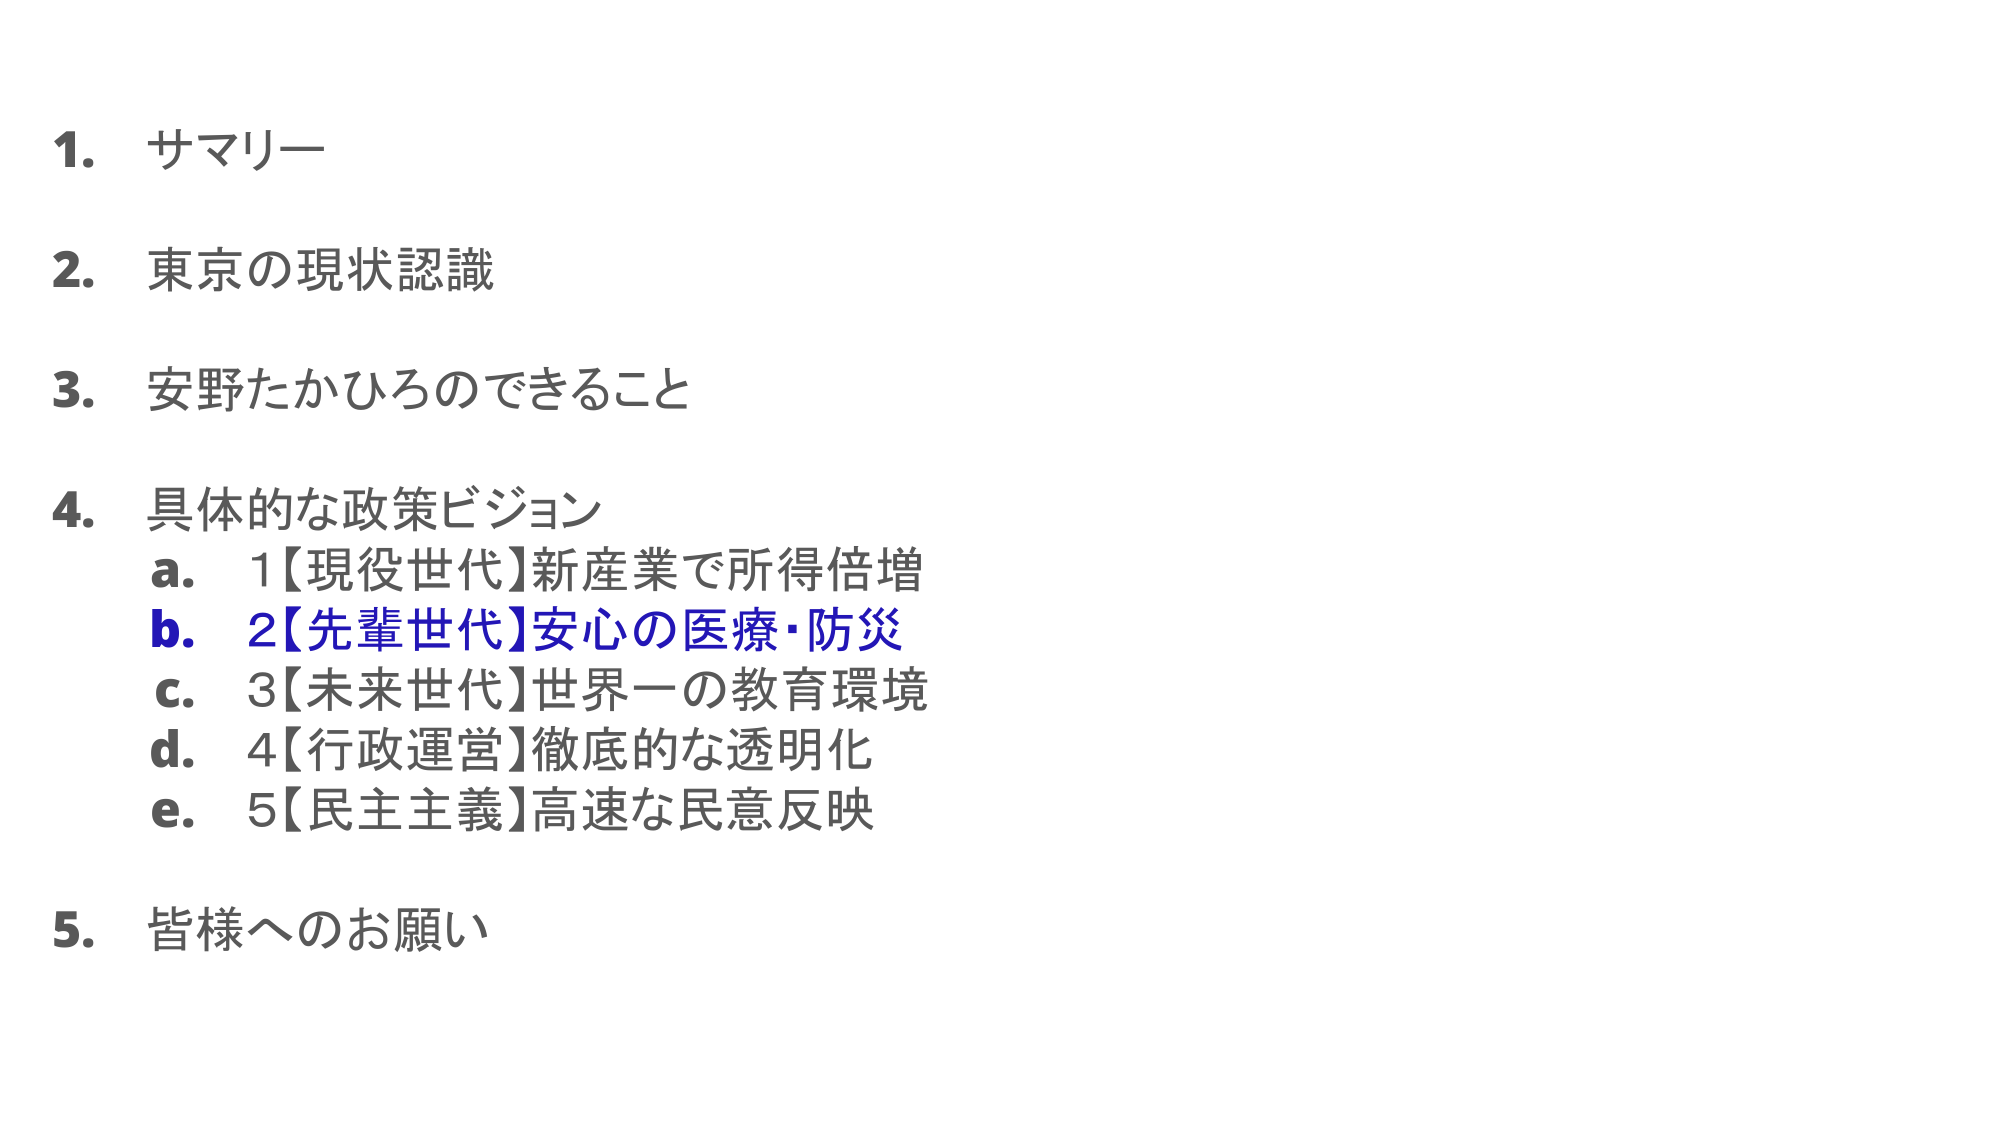 1. サマリー
2. 東京の現状認識
3. 安野たかひろのできること
4. 具体的な政策ビジョン
a. 1【現役世代】新産業で所得倍増
b. 2【先輩世代】安心の医療・防災
c. 3【未来世代】世界一の教育環境
d. 4【行政運営】徹底的な透明化
e. 5【民主主義】高速な民意反映
5. 皆様へのお願い